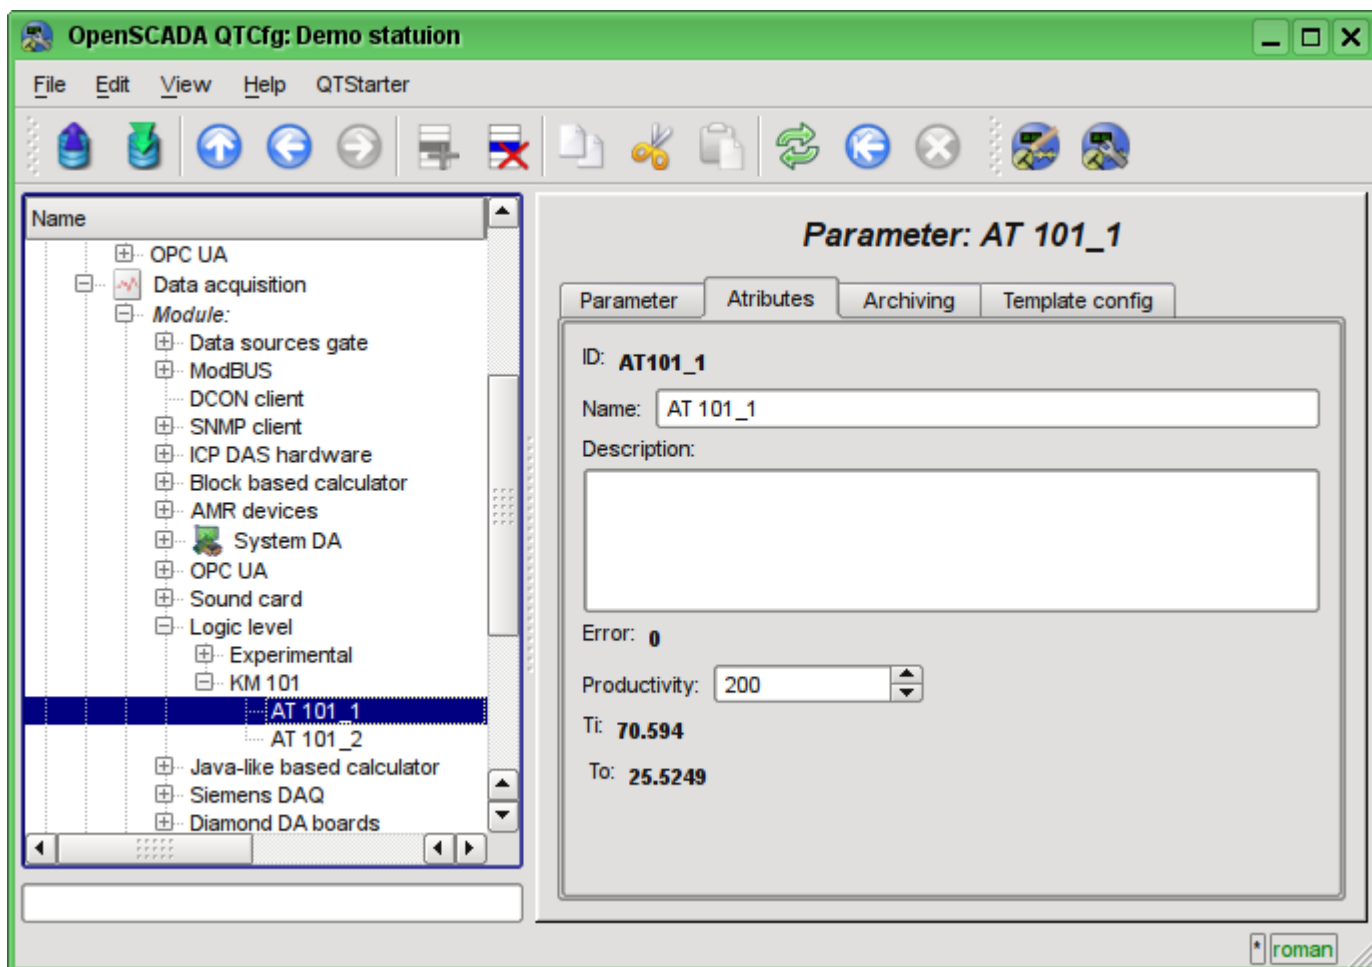 OpenSCADA QTCfg: Demo statuion
File Edit View Help QTStarter
Name
OPC UA
Data acquisition
Module:
Data sources gate
ModBUS
DCON client
SNMP client
ICP DAS hardware
Block based calculator
AMR devices
System DA
OPC UA
Sound card
Logic level
Experimental
KM 101
AT 101_1
AT 101_2
Java-like based calculator
Siemens DAQ
Diamond DA boards
Parameter: AT 101_1
Parameter Atributes Archiving Template config
ID: AT101_1
Name: AT 101_1
Description:
Error: 0
Productivity: 200
Ti: 70.594
To: 25.5249
* roman